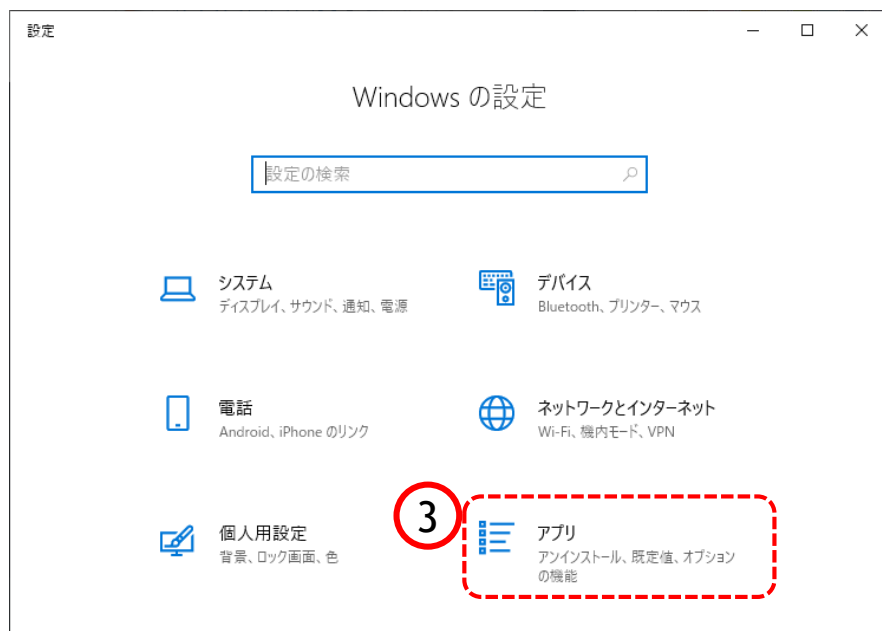 設定
Windows の設定
設定の検索
システム
ディスプレイ、サウンド、通知、電源
デバイス
Bluetooth、プリンター、マウス
電話
Android、iPhone のリンク
ネットワークとインターネット
Wi-Fi、機内モード、VPN
個人用設定
背景、ロック画面、色
3
アプリ
アンインストール、既定値、オプション
の機能